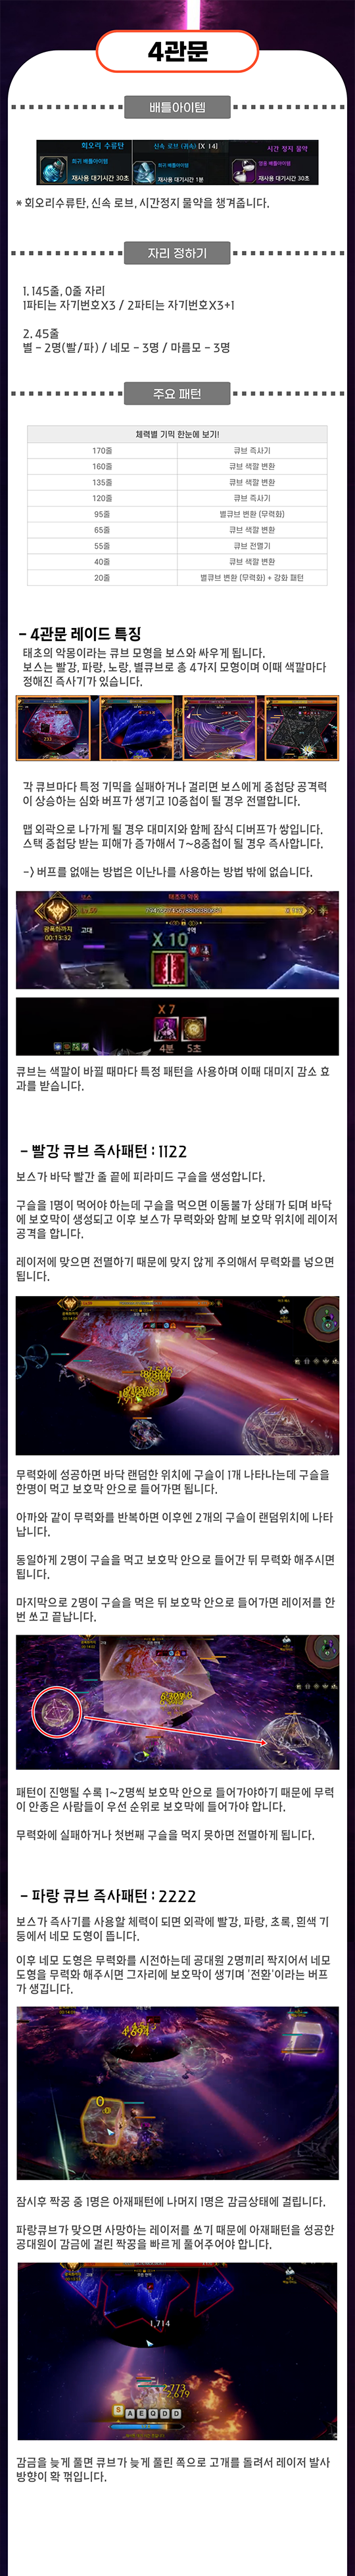 4관문
배틀아이템
회오리 수류탄
회귀 배틀아이템
재사용 대기시간 30초
신속 로브 (귀속) [X 14]
희귀 배틀아이템
재사용 대기시간 1분
시간 정지 물약
영웅 배틀아이템
재사용 대기시간 30초
* 회오리수류탄, 신속 로브, 시간정지 물약을 챙겨줍니다.
자리 정하기
1. 145줄, 0줄 자리
1파티는 자기번호X3 / 2파티는 자기번호X3+1
2. 45줄
별 - 2명(빨/파) / 네모 - 3명 / 마름모 - 3명
주요 패턴
체력별 기믹 한눈에 보기!
170줄 큐브 즉사기
160줄 큐브 색깔 변환
135줄 큐브 색깔 변환
120줄 큐브 즉사기
95줄 별큐브 변환 (무력화)
65줄 큐브 색깔 변환
55줄 큐브 전멸기
40줄 큐브 색깔 변환
20줄 별큐브 변환 (무력화) + 강화 패턴
- 4관문 레이드 특징
태초의 악몽이라는 큐브 모형을 보스와 싸우게 됩니다.
보스는 빨강, 파랑, 노랑, 별큐브로 총 4가지 모형이며 이때 색깔마다
정해진 즉사기가 있습니다.
각 큐브마다 특정 기믹을 실패하거나 걸리면 보스에게 중첩당 공격력
이 상승하는 심화 버프가 생기고 10중첩이 될 경우 전멸합니다.
맵 외곽으로 나가게 될 경우 대미지와 함께 잠식 디버프가 쌓입니다.
스택 중첩당 받는 피해가 증가해서 7~8중첩이 될 경우 즉사합니다.
-> 버프를 없애는 방법은 이난나를 사용하는 방법 밖에 없습니다.
보스
태초의 악몽
광폭화까지
00:13:32
고대
X 10
X 7
4분 5초
큐브는 색깔이 바뀔 때마다 특정 패턴을 사용하며 이때 대미지 감소 효
과를 받습니다.
- 빨강 큐브 즉사패턴 : 1122
보스가 바닥 빨간 줄 끝에 피라미드 구슬을 생성합니다.
구슬을 1명이 먹어야 하는데 구슬을 먹으면 이동불가 상태가 되며 바닥
에 보호막이 생성되고 이후 보스가 무력화와 함께 보호막 위치에 레이저
공격을 합니다.
레이저에 맞으면 전멸하기 때문에 맞지 않게 주의해서 무력화를 넣으면
됩니다.
무력화에 성공하면 바닥 랜덤한 위치에 구슬이 1개 나타나는데 구슬을
한명이 먹고 보호막 안으로 들어가면 됩니다.
아까와 같이 무력화를 반복하면 이후엔 2개의 구슬이 랜덤위치에 나타
납니다.
동일하게 2명이 구슬을 먹고 보호막 안으로 들어간 뒤 무력화 해주시면
됩니다.
마지막으로 2명이 구슬을 먹은 뒤 보호막 안으로 들어가면 레이저를 한
번 쏘고 끝납니다.
패턴이 진행될 수록 1~2명씩 보호막 안으로 들어가야하기 때문에 무력
이 안좋은 사람들이 우선 순위로 보호막에 들어가야 합니다.
무력화에 실패하거나 첫번째 구슬을 먹지 못하면 전멸하게 됩니다.
- 파랑 큐브 즉사패턴 : 2222
보스가 즉사기를 사용할 체력이 되면 외곽에 빨강, 파랑, 초록, 흰색 기
둥에서 네모 도형이 뜹니다.
이후 네모 도형은 무력화를 시전하는데 공대원 2명끼리 짝지어서 네모
도형을 무력화 해주시면 그자리에 보호막이 생기며 '전환'이라는 버프
가 생깁니다.
4,694
0
잠시후 짝꿍 중 1명은 아재패턴에 나머지 1명은 감금상태에 걸립니다.
파랑큐브가 맞으면 사망하는 레이저를 쏘기 때문에 아재패턴을 성공한
공대원이 감금에 걸린 짝꿍을 빠르게 풀어주어야 합니다.
1,714
2,679
S A E Q D D
감금을 늦게 풀면 큐브가 늦게 풀린 쪽으로 고개를 돌려서 레이저 발사
방향이 확 꺾입니다.